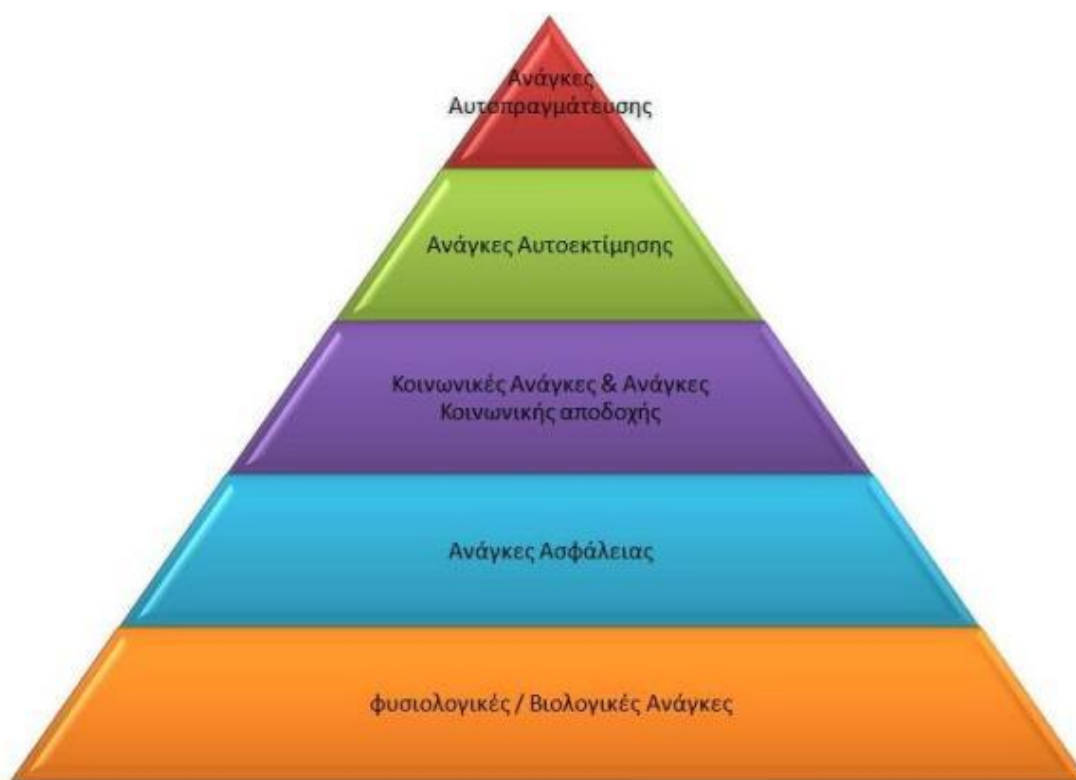 Ανάγκες
Αυτοπραγμάτευσης
Ανάγκες Αυτοεκτίμησης
Κοινωνικές Ανάγκες & Ανάγκες
Κοινωνικής αποδοχής
Ανάγκες Ασφάλειας
φυσιολογικές / Βιολογικές Ανάγκες